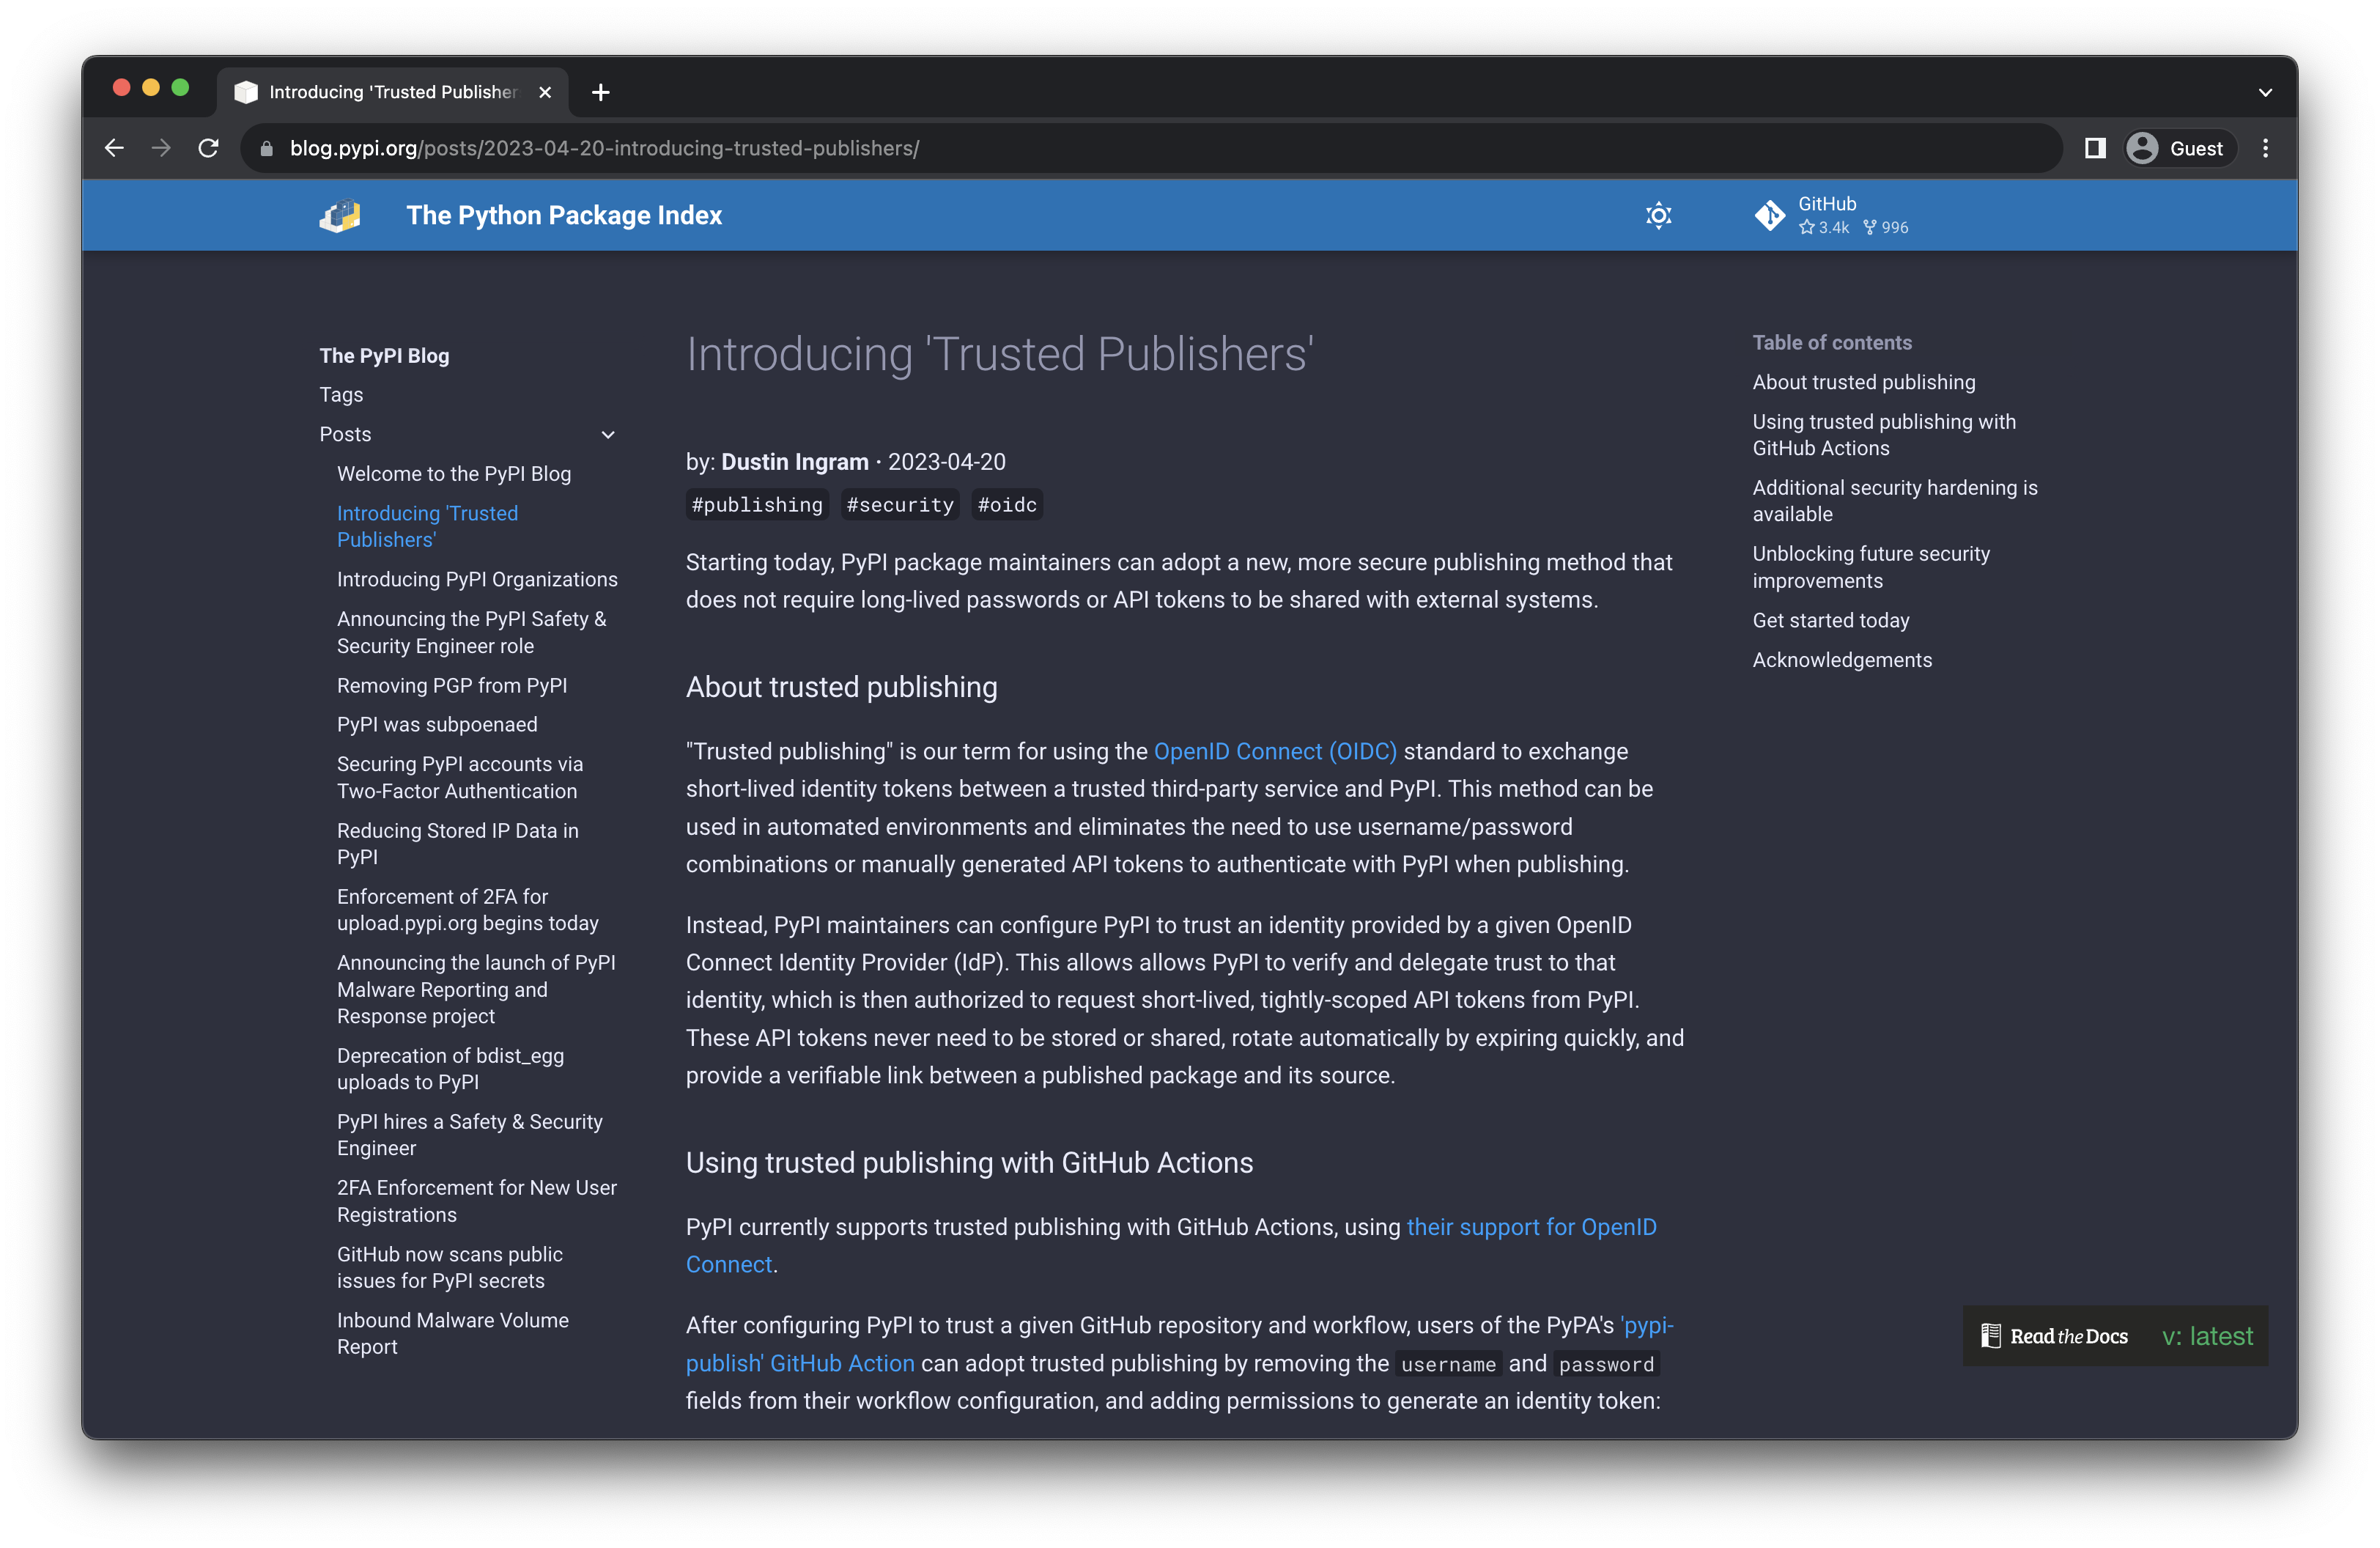 Introducing 'Trusted Publisher
blog.pypi.org/posts/2023-04-20-introducing-trusted-publishers/
Guest
The Python Package Index
GitHub
3.4k 996
The PyPI Blog
Tags
Posts
Welcome to the PyPI Blog
Introducing 'Trusted
Publishers'
Introducing PyPI Organizations
Announcing the PyPI Safety &
Security Engineer role
Removing PGP from PyPI
PyPI was subpoenaed
Securing PyPI accounts via
Two-Factor Authentication
Reducing Stored IP Data in
PyPI
Enforcement of 2FA for
upload.pypi.org begins today
Announcing the launch of PyPI
Malware Reporting and
Response project
Deprecation of bdist_egg
uploads to PyPI
PyPI hires a Safety & Security
Engineer
2FA Enforcement for New User
Registrations
GitHub now scans public
issues for PyPI secrets
Inbound Malware Volume
Report
Introducing 'Trusted Publishers'
by: Dustin Ingram · 2023-04-20
#publishing #security #oidc
Starting today, PyPI package maintainers can adopt a new, more secure publishing method that
does not require long-lived passwords or API tokens to be shared with external systems.
About trusted publishing
"Trusted publishing" is our term for using the OpenID Connect (OIDC) standard to exchange
short-lived identity tokens between a trusted third-party service and PyPI. This method can be
used in automated environments and eliminates the need to use username/password
combinations or manually generated API tokens to authenticate with PyPI when publishing.
Instead, PyPI maintainers can configure PyPI to trust an identity provided by a given OpenID
Connect Identity Provider (IdP). This allows allows PyPI to verify and delegate trust to that
identity, which is then authorized to request short-lived, tightly-scoped API tokens from PyPI.
These API tokens never need to be stored or shared, rotate automatically by expiring quickly, and
provide a verifiable link between a published package and its source.
Using trusted publishing with GitHub Actions
PyPI currently supports trusted publishing with GitHub Actions, using their support for OpenID
Connect.
After configuring PyPI to trust a given GitHub repository and workflow, users of the PyPA's 'pypi-
publish' GitHub Action can adopt trusted publishing by removing the username and password
fields from their workflow configuration, and adding permissions to generate an identity token:
Table of contents
About trusted publishing
Using trusted publishing with
GitHub Actions
Additional security hardening is
available
Unblocking future security
improvements
Get started today
Acknowledgements
Read the Docs v: latest